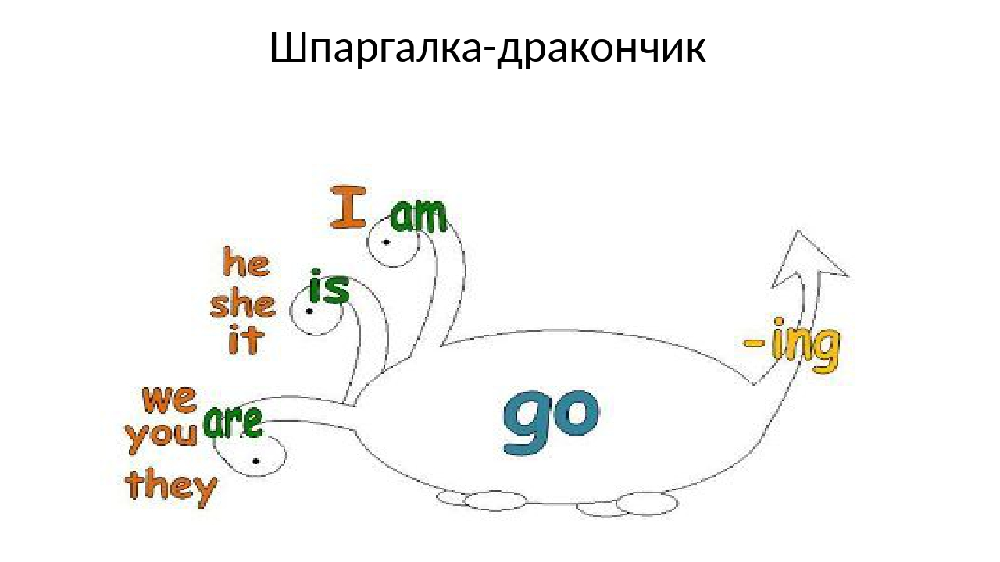 Шпаргалка-дракончик
I am
he
she
it
is
we
you
they
are
go
-ing